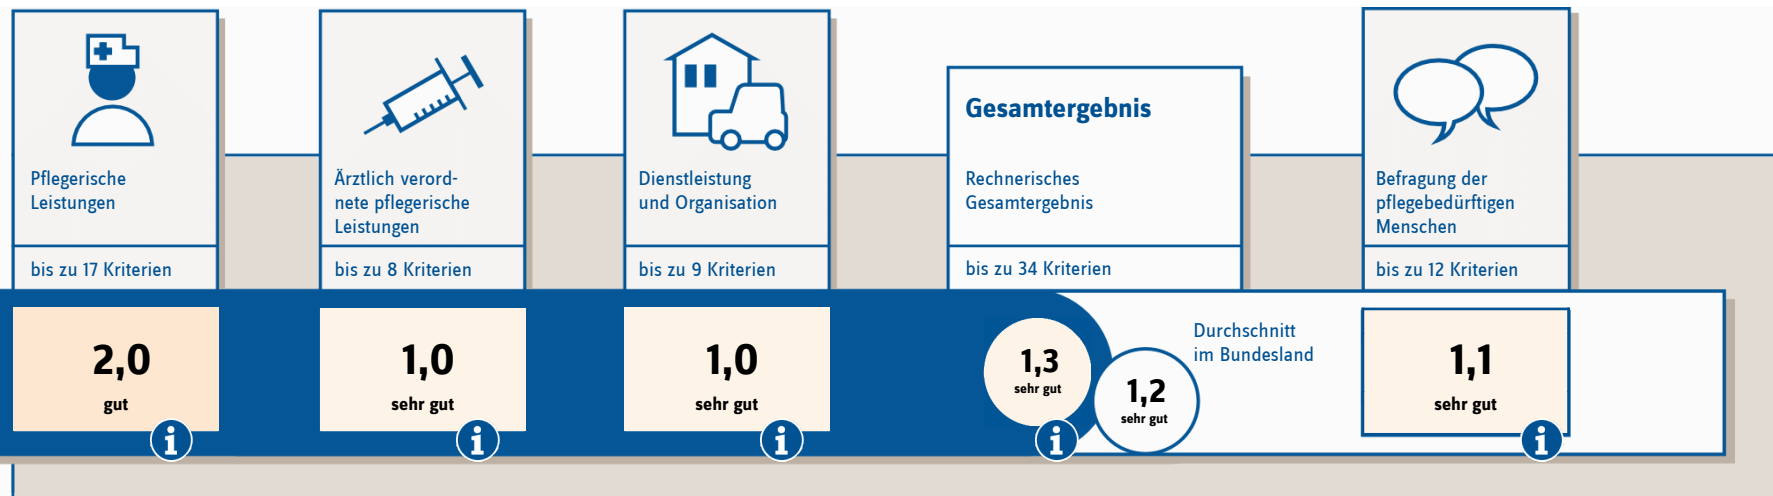 Pflegerische
Leistungen
bis zu 17 Kriterien
2,0
gut
i
Ärztlich verord-
nete pflegerische
Leistungen
bis zu 8 Kriterien
1,0
sehr gut
i
Dienstleistung
und Organisation
bis zu 9 Kriterien
1,0
sehr gut
i
Gesamtergebnis
Rechnerisches
Gesamtergebnis
bis zu 34 Kriterien
1,3
sehr gut
i
1,2
sehr gut
Durchschnitt
im Bundesland
Befragung der
pflegebedürftigen
Menschen
bis zu 12 Kriterien
1,1
sehr gut
i